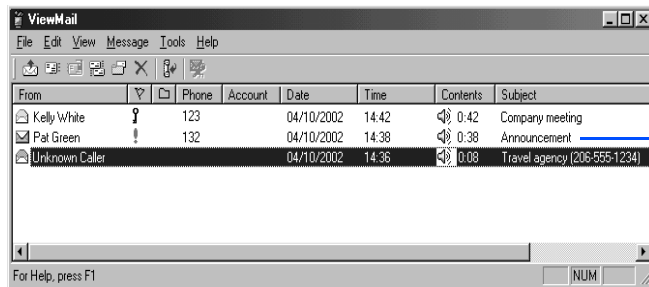 ViewMail
File Edit View Message Tools Help
From Phone Account Date Time Contents Subject
Kelly White 123 04/10/2002 14:42 0:42 Company meeting
Pat Green 132 04/10/2002 14:38 0:38 Announcement
Unknown Caller 04/10/2002 14:36 0:08 Travel agency (206-555-1234)
For Help, press F1 NUM